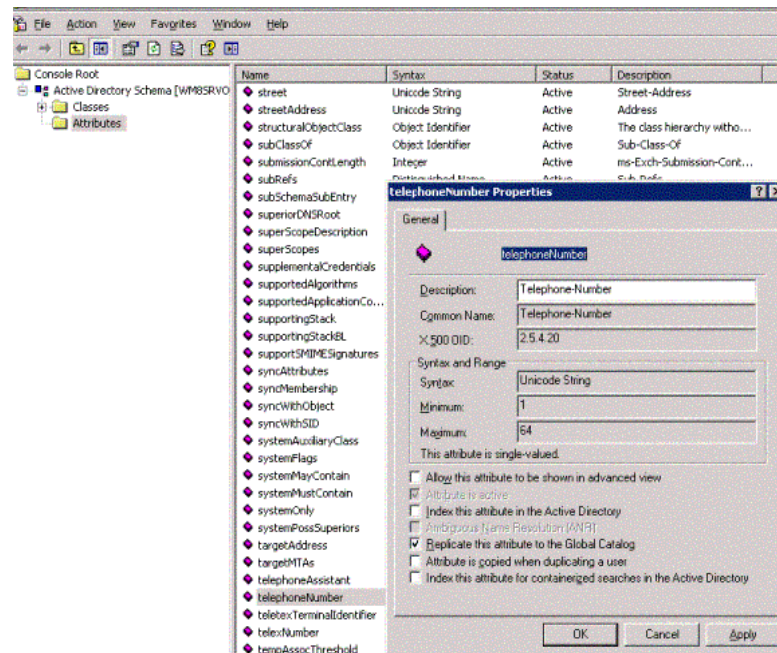 File Action View Favorites Window Help
Console Root
Active Directory Schema [WM8SRVO
Classes
Attributes
Name Syntax Status Description
street Unicode String Active Street-Address
streetAddress Unicode String Active Address
structuralObjectClass Object Identifier Active The class hierarchy witho...
subClassOf Object Identifier Active Sub-Class-Of
submissionContLength Integer Active ms-Exch-Submission-Cont...
subRefs Distinguished Name Active Sub-Refs
subSchemaSubEntry
superiorDNSRoot
superScopeDescription
superScopes
supplementalCredentials
supportedAlgorithms
supportedApplicationCo...
supportingStack
supportingStackBL
supportSMIMESignatures
syncAttributes
syncMembership
syncWithObject
syncWithSID
systemAuxiliaryClass
systemFlags
systemMayContain
systemMustContain
systemOnly
systemPossSuperiors
targetAddress
targetMTAs
telephoneAssistant
telephoneNumber
teletexTerminalIdentifier
telexNumber
tempAssocThreshold
telephoneNumber Properties
General
telephoneNumber
Description: Telephone-Number
Common Name: Telephone-Number
X.500 OID: 2.5.4.20
Syntax and Range
Syntax: Unicode String
Minimum: 1
Maximum: 64
This attribute is single-valued.
Allow this attribute to be shown in advanced view
Attribute is active
Index this attribute in the Active Directory
Ambiguous Name Resolution (ANR)
Replicate this attribute to the Global Catalog
Attribute is copied when duplicating a user
Index this attribute for containerized searches in the Active Directory
OK Cancel Apply